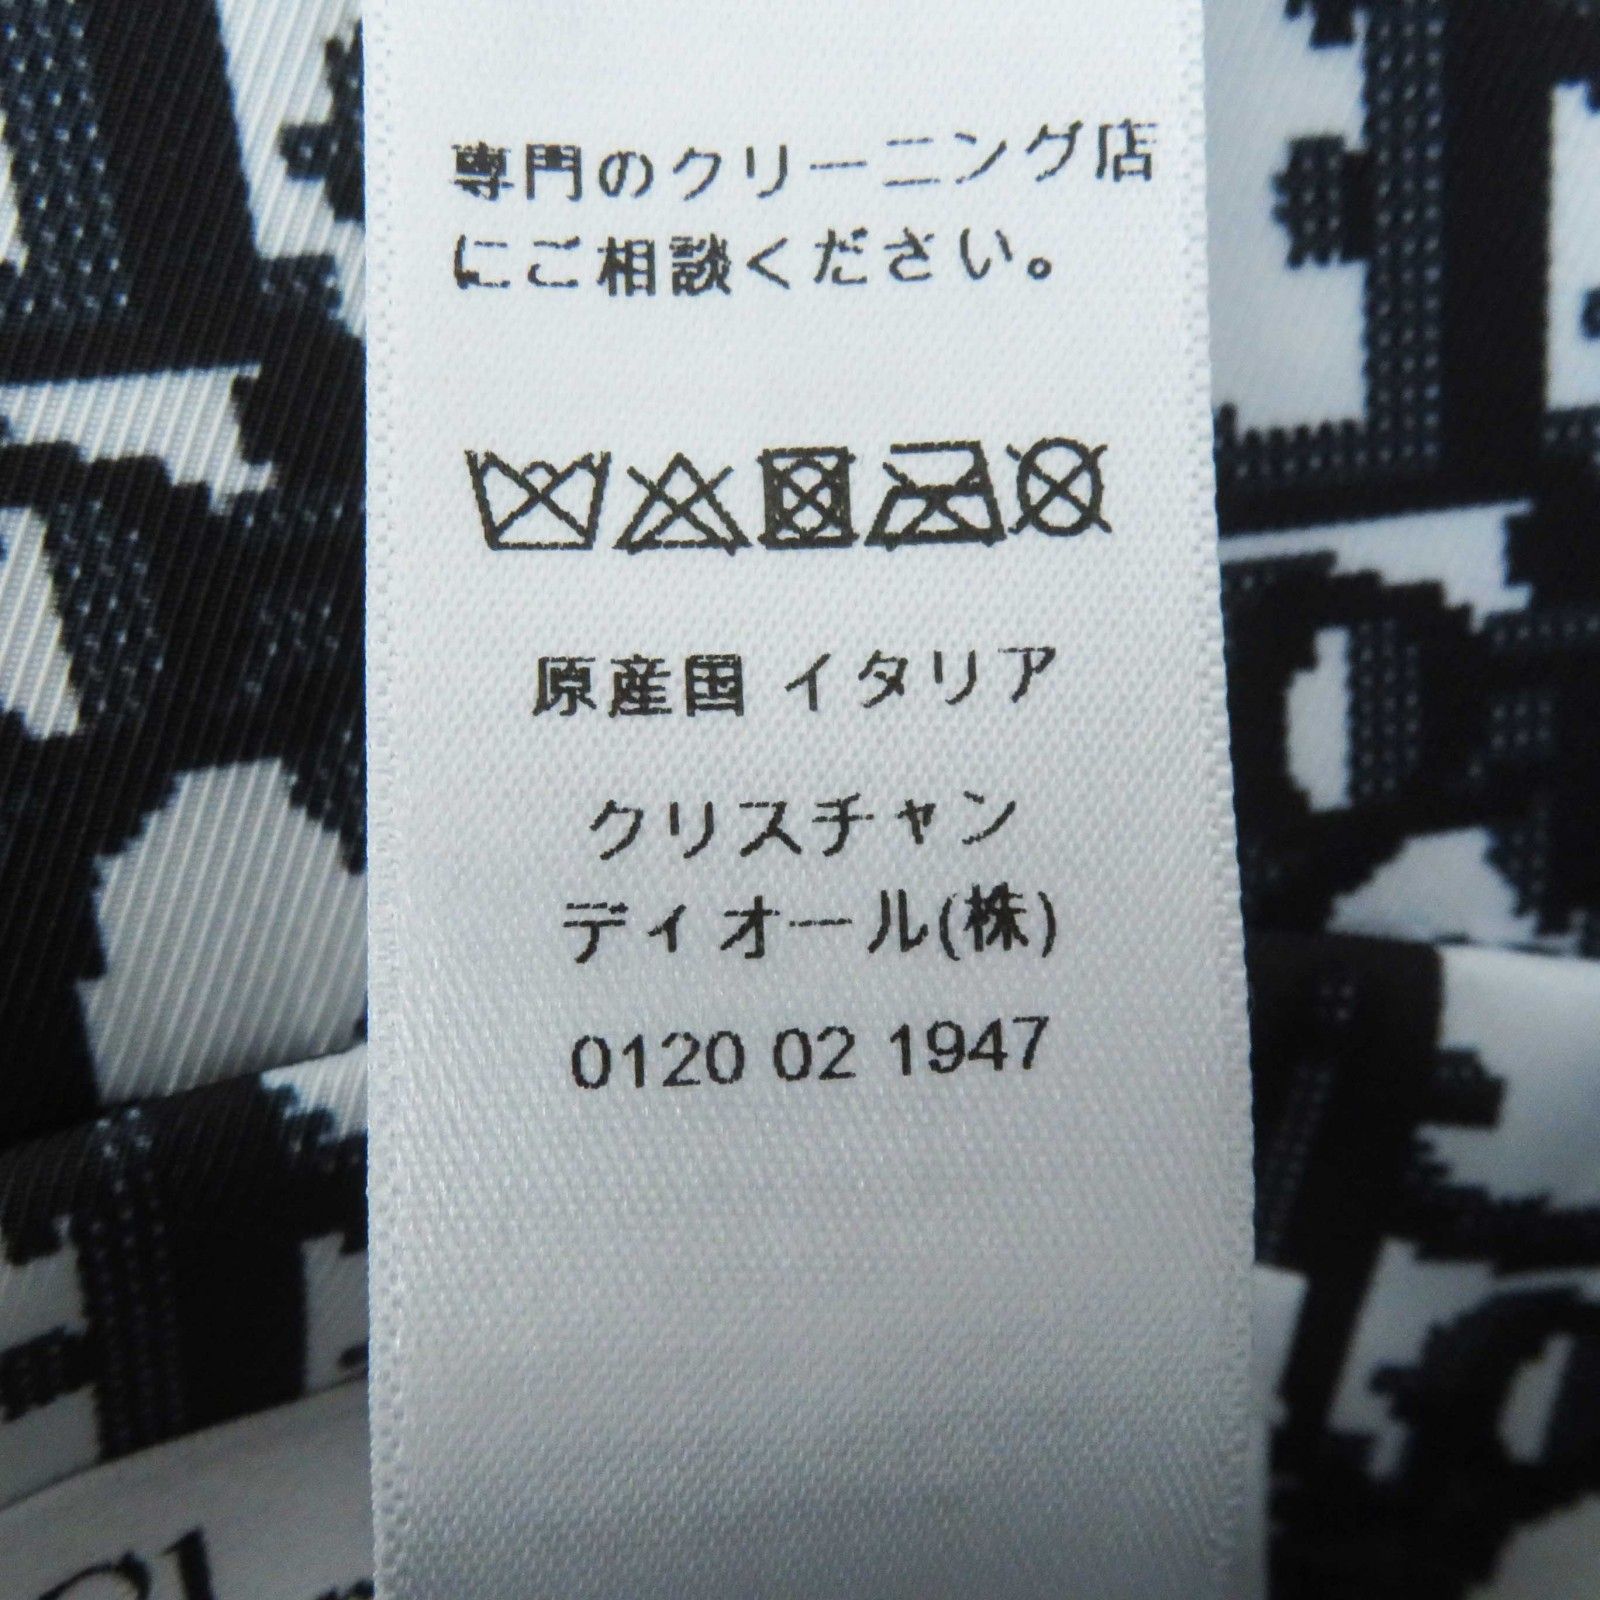 専門のクリーニング店
にご相談ください。
原産国 イタリア
クリスチャン
ディオール(株)
0120 02 1947